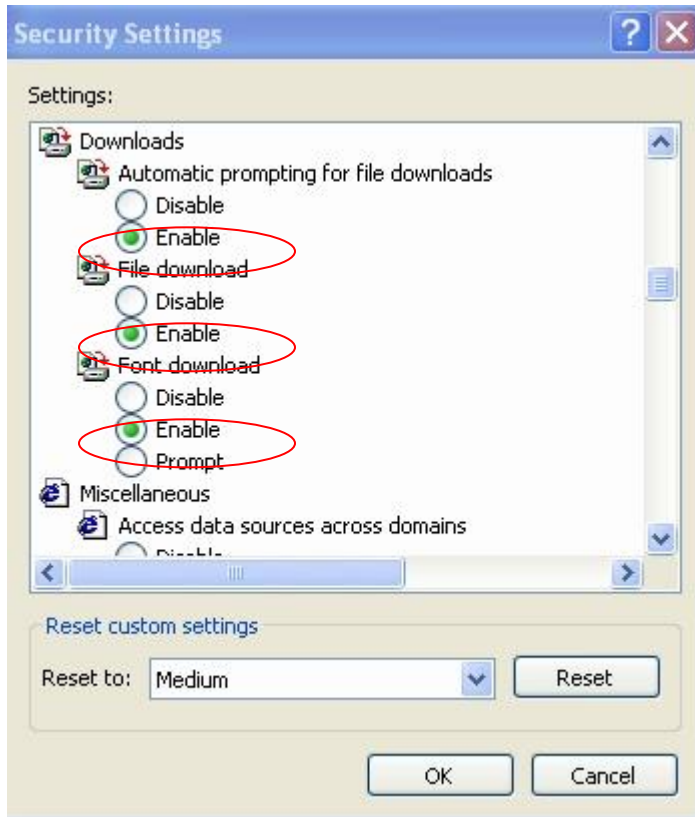 Security Settings
Settings:
Downloads
Automatic prompting for file downloads
Disable
Enable
File download
Disable
Enable
Font download
Disable
Enable
Prompt
Miscellaneous
Access data sources across domains
Disable
Reset custom settings
Reset to: Medium Reset
OK Cancel